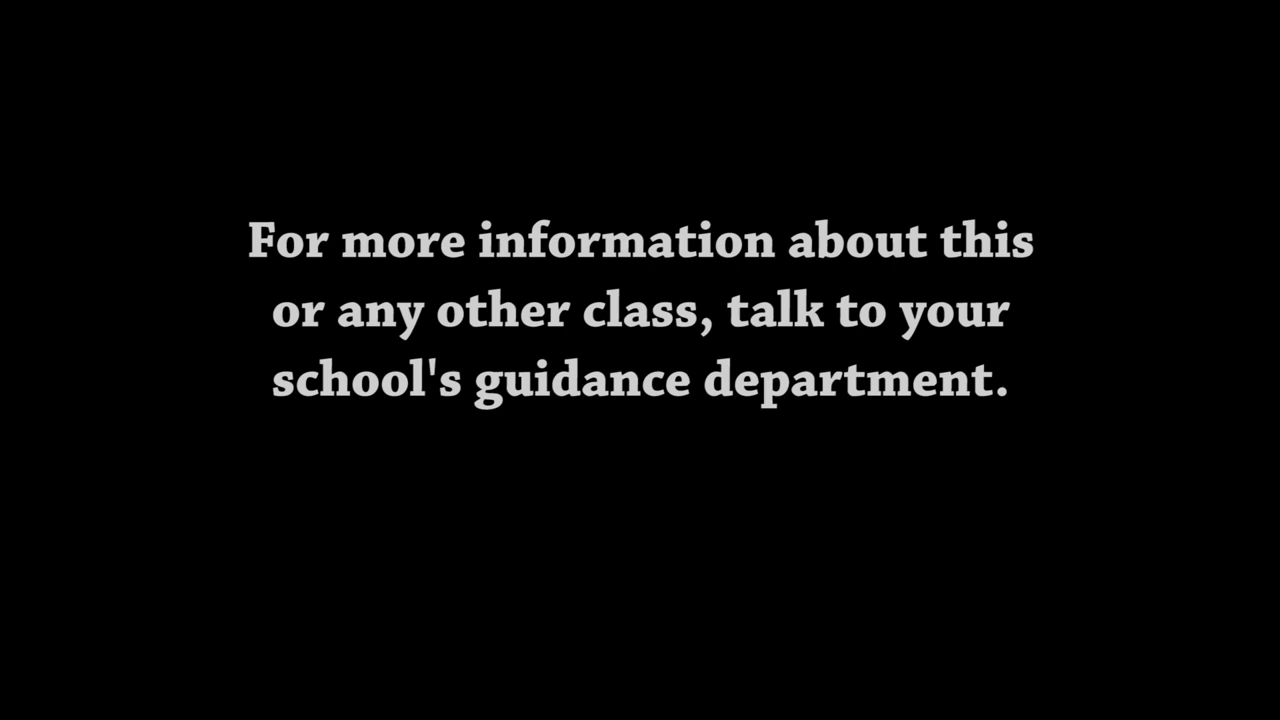 For more information about this
or any other class, talk to your
school's guidance department.